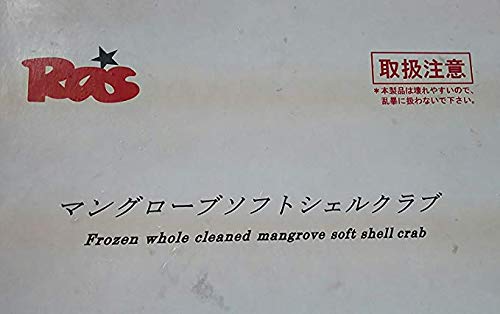 Ro's
取扱注意
*本製品は壊れやすいので、
乱暴に扱わないで下さい。
マングローブソフトシェルクラブ
Frozen whole cleaned mangrove soft shell crab